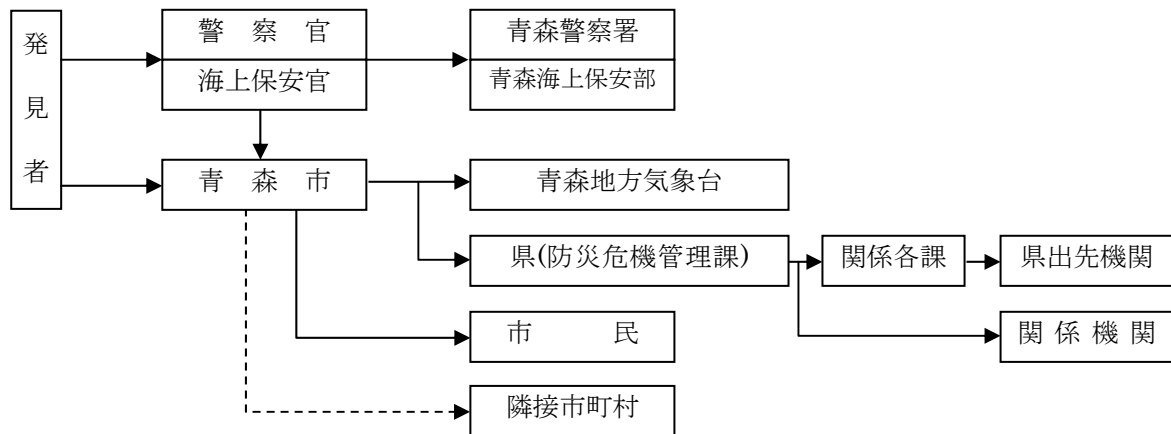 発見者
警察官
青森警察署
海上保安官
青森海上保安部
青森市
青森地方気象台
県(防災危機管理課)
関係各課
県出先機関
市民
関係機関
隣接市町村